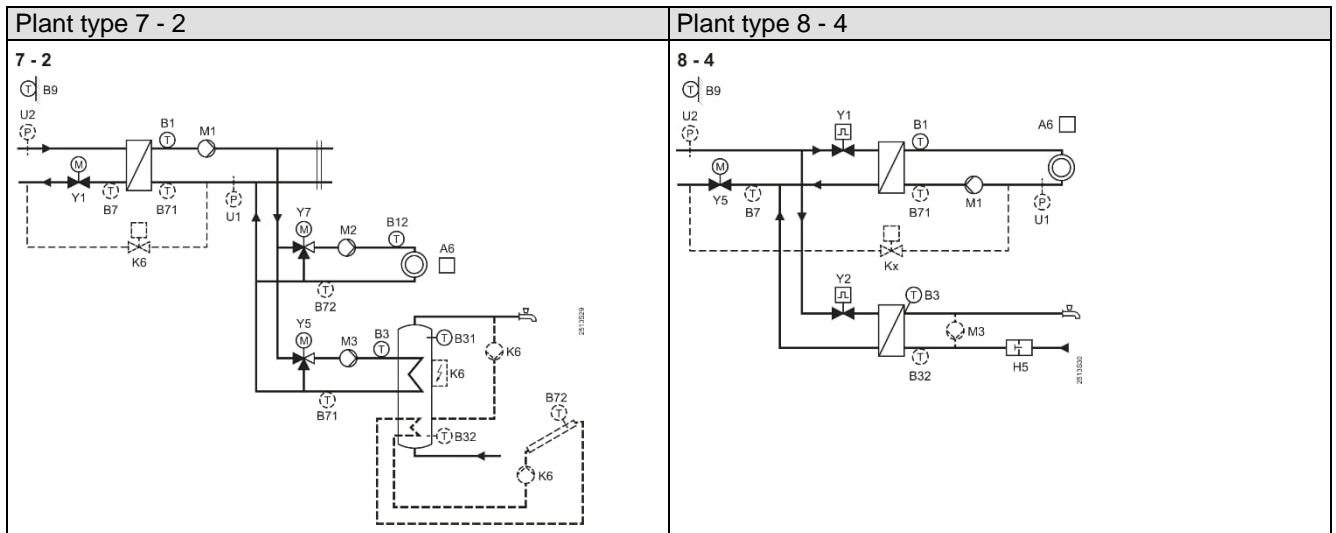 Plant type 7 - 2
Plant type 8 - 4
7 - 2
T B9
U2
P
B1
T
M1
M
Y1
T
B7
T
B71
P
U1
K6
Y7
M
M2
B12
T
A6
T
B72
Y5
M
M3
B3
T
T B31
K6
K6
T
B71
B72
T
T B32
K6
2513S29
8 - 4
T B9
U2
P
Y1
B1
T
A6
M
Y5
T
B7
T
B71
M1
P
U1
Kx
Y2
T B3
M3
T
B32
H5
2513S30